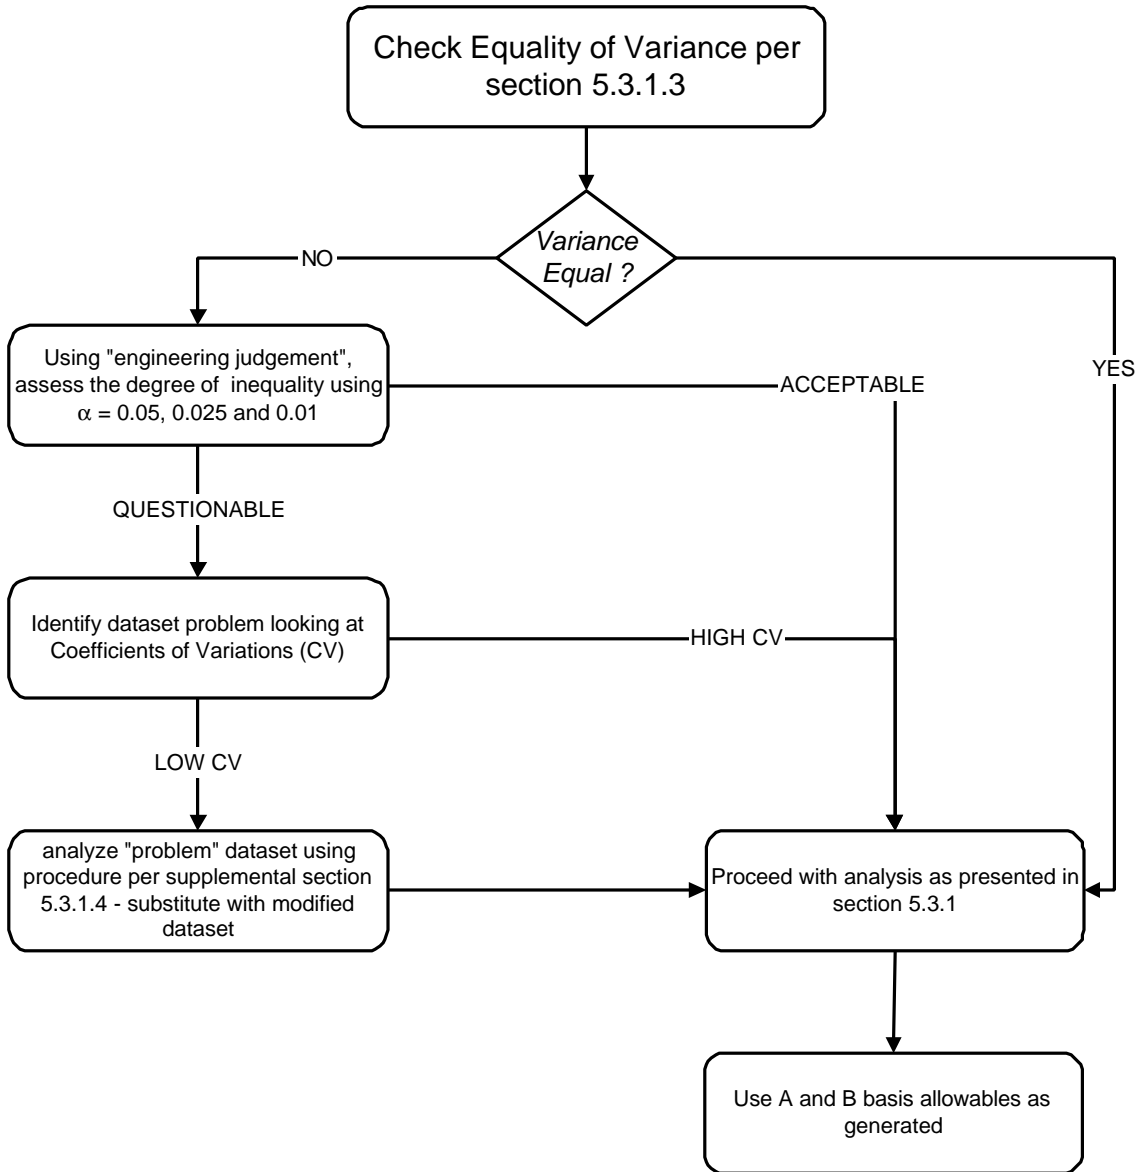 Check Equality of Variance per
section 5.3.1.3
Variance
Equal ?
NO
YES
Using "engineering judgement",
assess the degree of  inequality using
α = 0.05, 0.025 and 0.01
ACCEPTABLE
QUESTIONABLE
Identify dataset problem looking at
Coefficients of Variations (CV)
HIGH CV
LOW CV
analyze "problem" dataset using
procedure per supplemental section
5.3.1.4 - substitute with modified
dataset
Proceed with analysis as presented in
section 5.3.1
Use A and B basis allowables as
generated